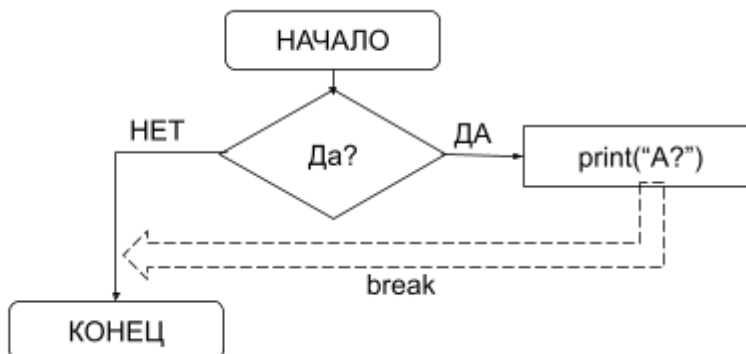 НАЧАЛО
НЕТ
Да?
ДА
print(“A?”)
break
КОНЕЦ